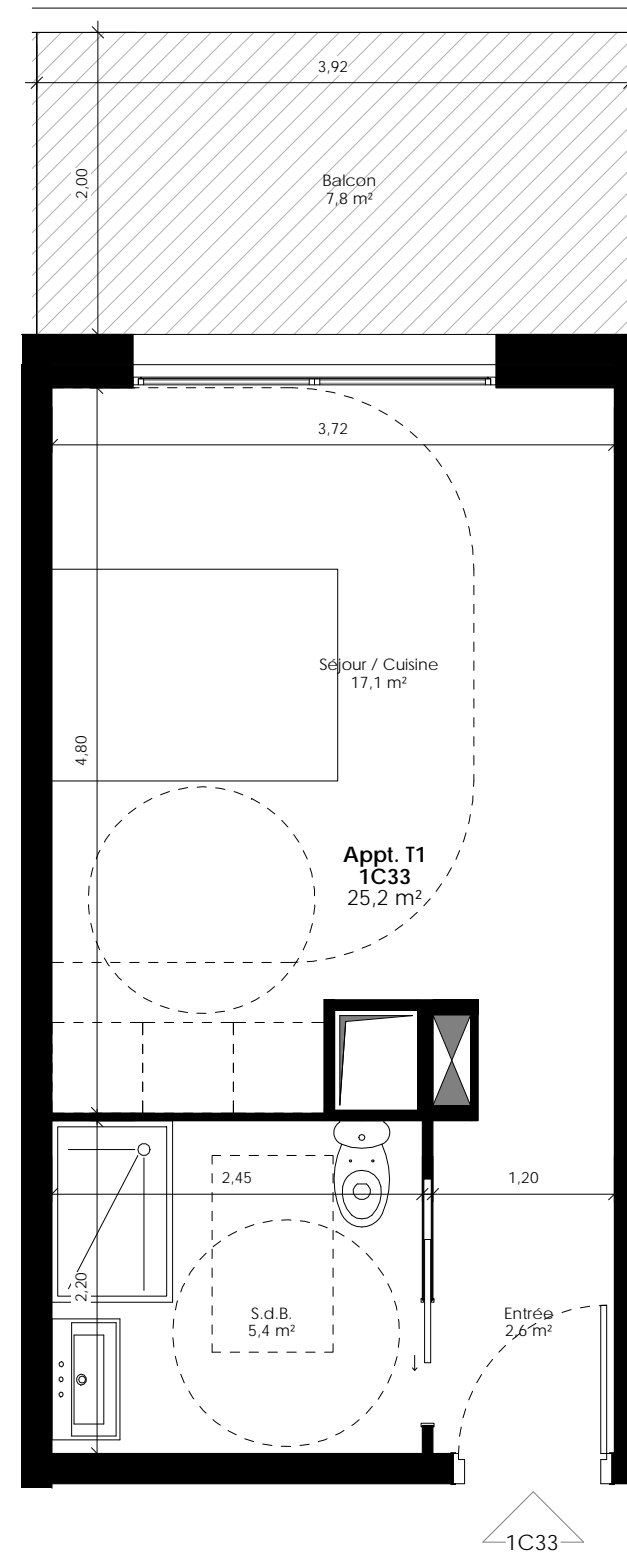 3,92
2,00
Balcon
7,8 m²
3,72
Séjour / Cuisine
17,1 m²
4,80
Appt. T1
1C33
25,2 m²
2,45
1,20
2,20
S.d.B.
5,4 m²
Entrée
2,6 m²
1C33